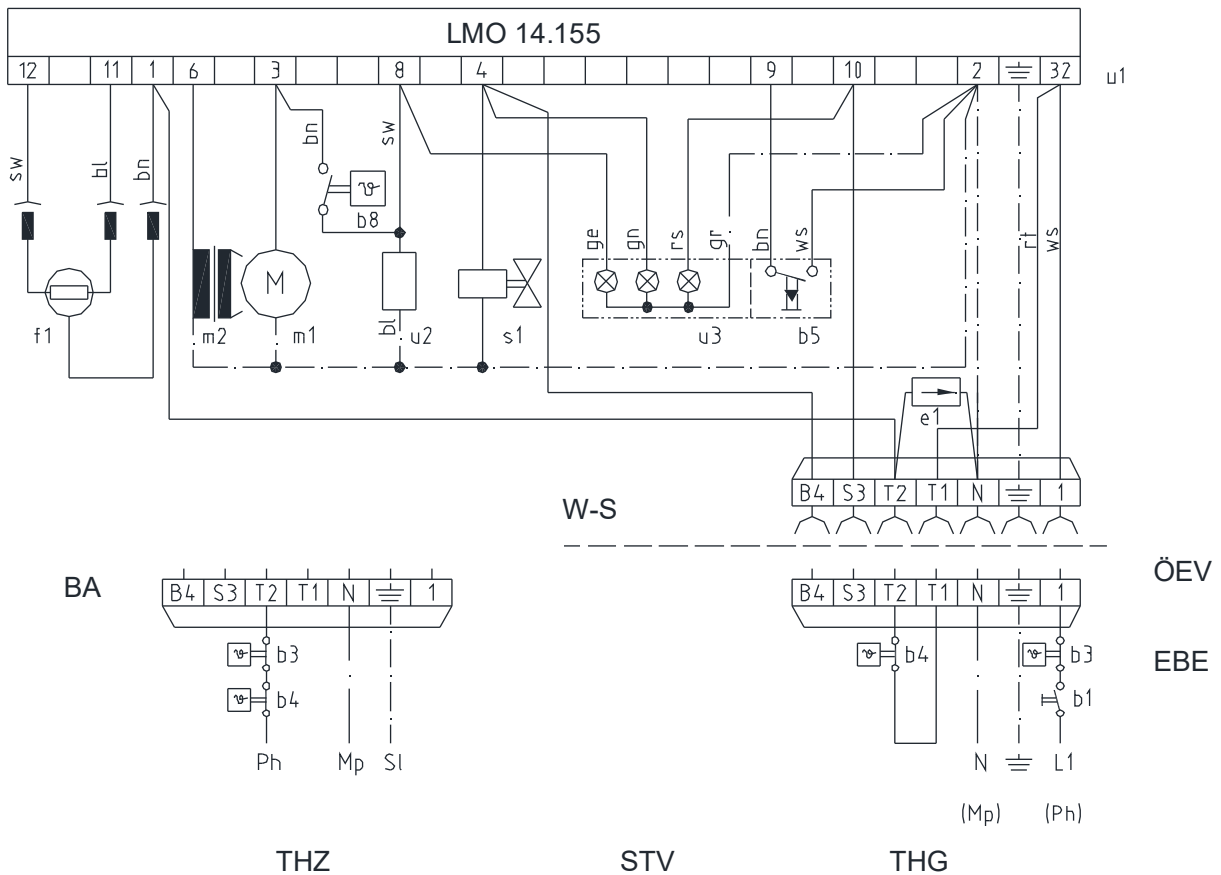 LMO 14.155
12 11 1 6 3 8 4 9 10 2 32 u1
sw bl bn bn sw
b8
ge gn rs gr bn ws rt ws
M
f1 m2 m1 bl u2 s1 u3 b5
e1
B4 S3 T2 T1 N 1
W-S
ÖEV
BA B4 S3 T2 T1 N 1
B4 S3 T2 T1 N 1
EBE
ϑ b3
ϑ b4
ϑ b4
ϑ b3
b1
Ph Mp Sl
N L1
(Mp) (Ph)
THZ STV THG